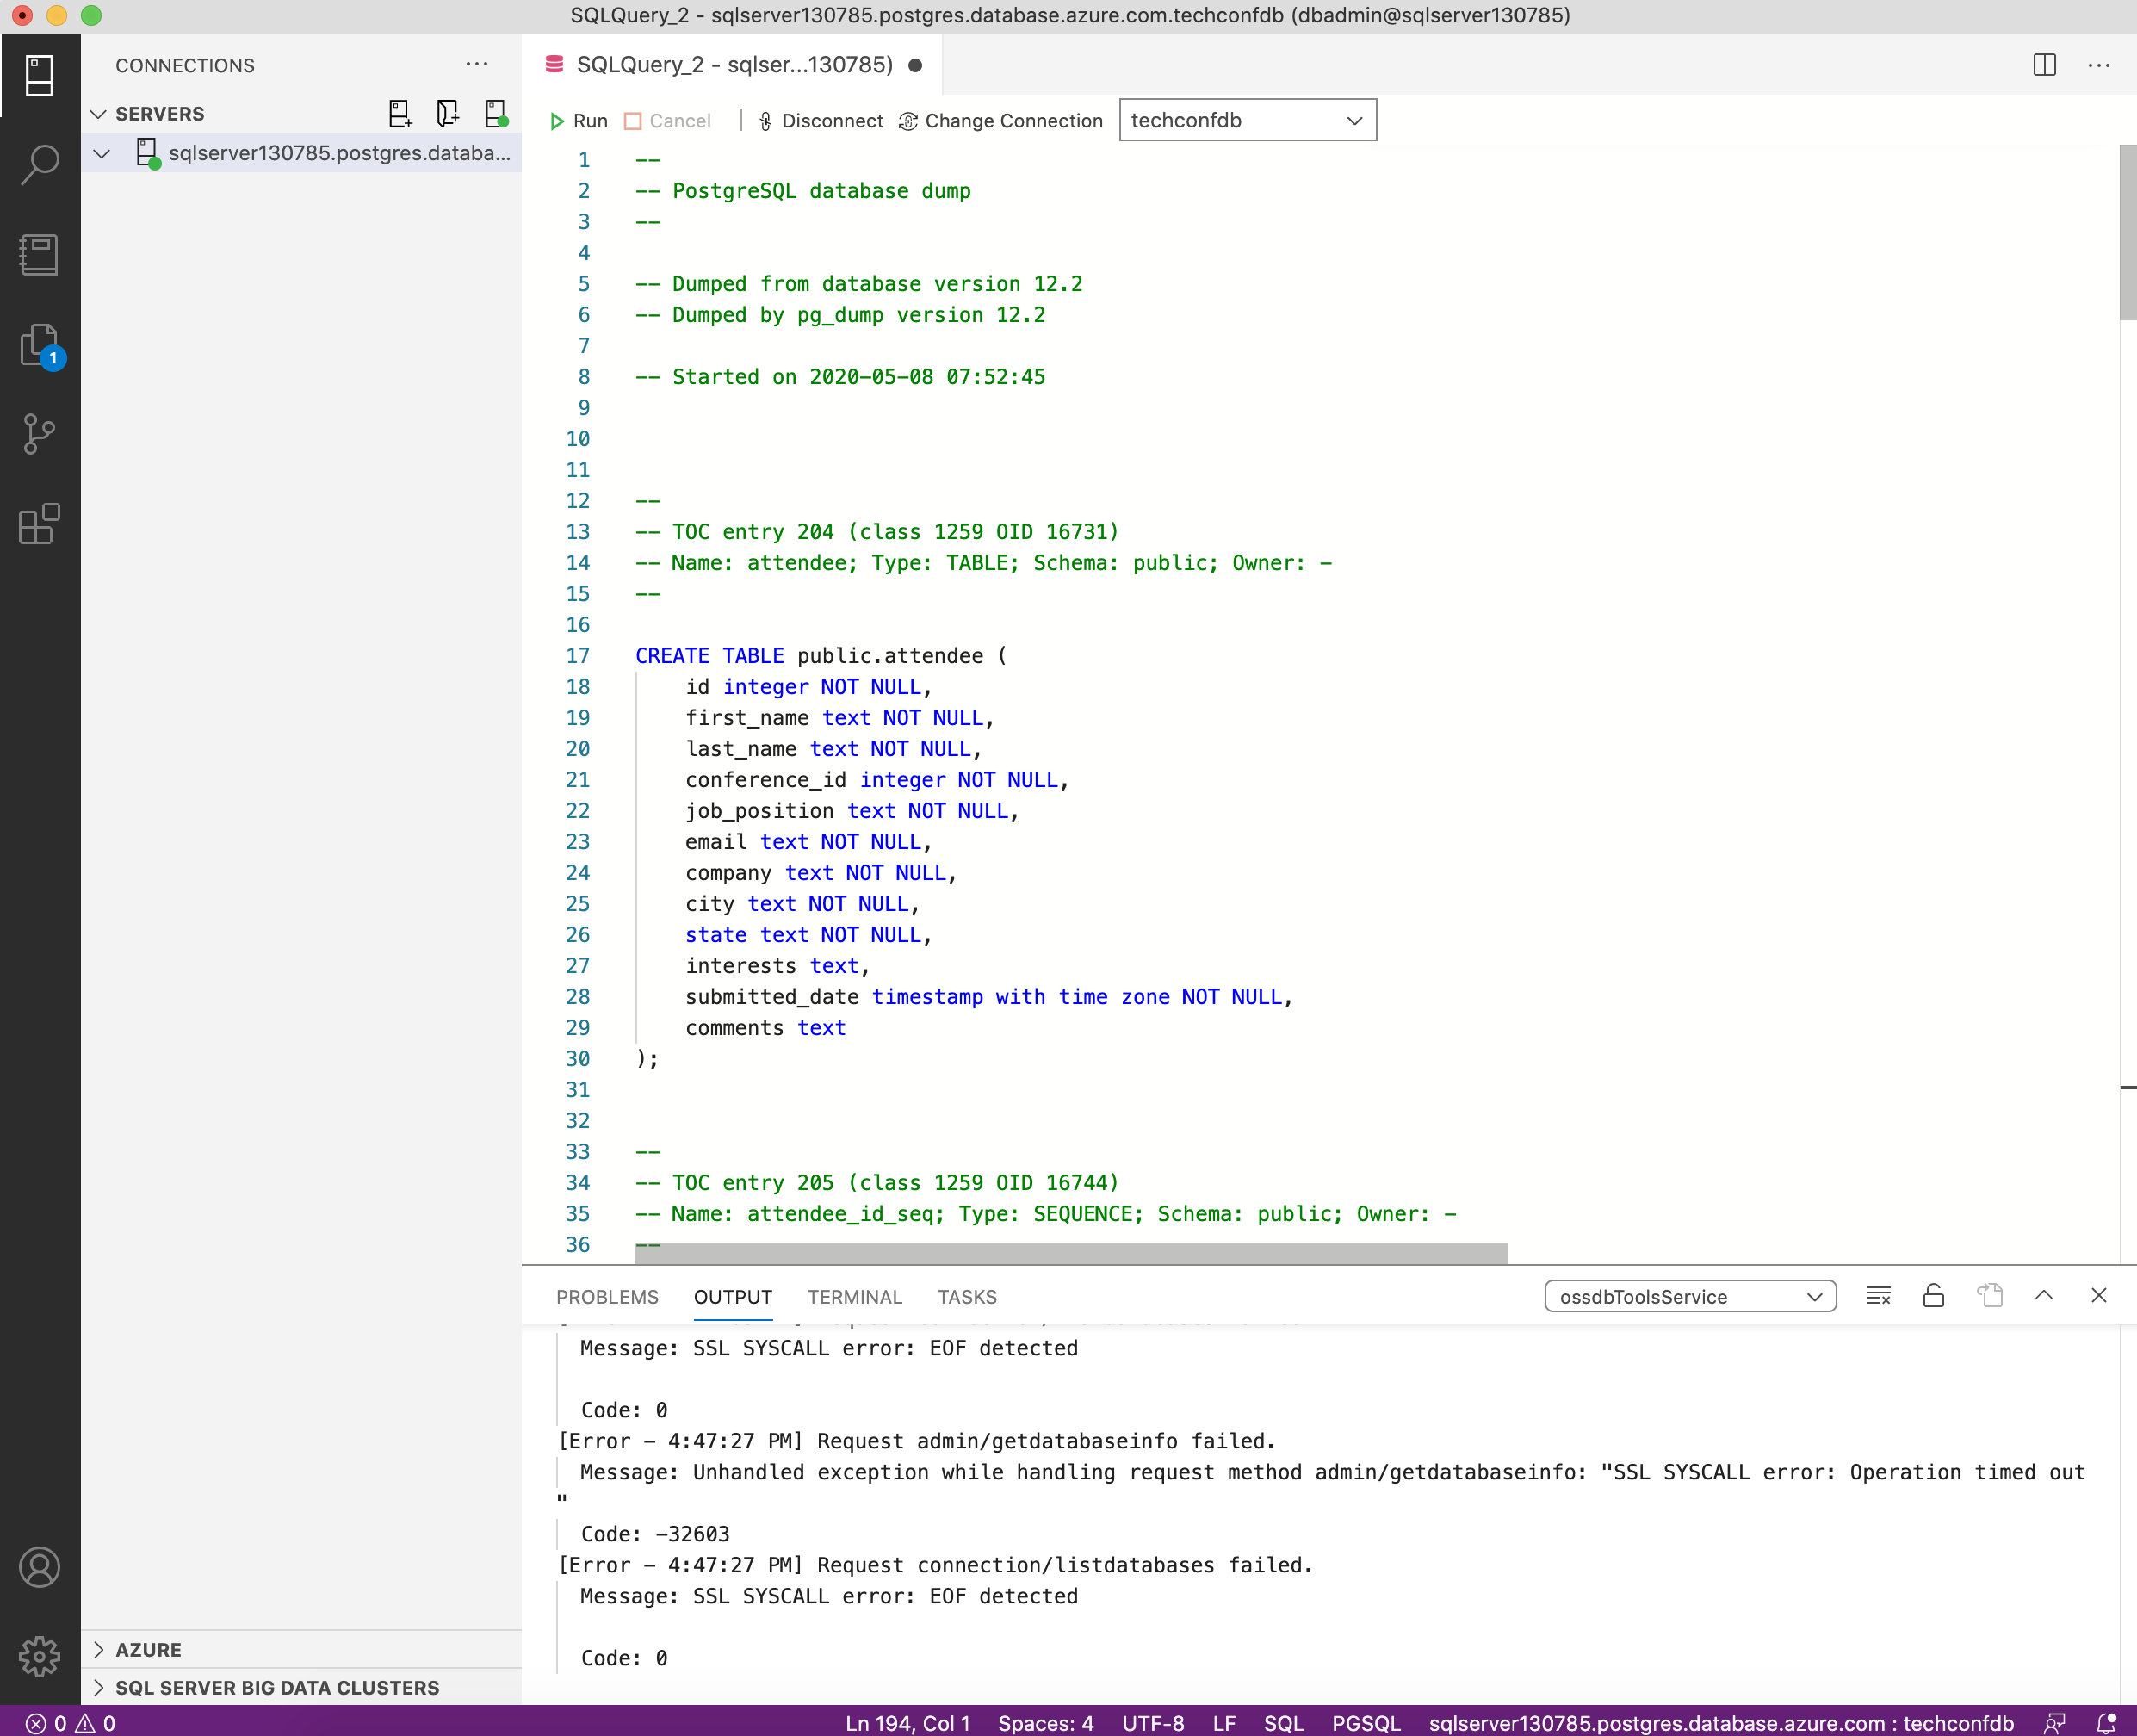 SQLQuery_2 - sqlserver130785.postgres.database.azure.com.techconfdb (dbadmin@sqlserver130785)
CONNECTIONS
SERVERS
sqlserver130785.postgres.databa...
1
SQLQuery_2 - sqlser...130785)
Run
Cancel
Disconnect
Change Connection
techconfdb
1 --
2 -- PostgreSQL database dump
3 --
4
5 -- Dumped from database version 12.2
6 -- Dumped by pg_dump version 12.2
7
8 -- Started on 2020-05-08 07:52:45
9
10
11
12 --
13 -- TOC entry 204 (class 1259 OID 16731)
14 -- Name: attendee; Type: TABLE; Schema: public; Owner: -
15 --
16
17 CREATE TABLE public.attendee (
18 id integer NOT NULL,
19 first_name text NOT NULL,
20 last_name text NOT NULL,
21 conference_id integer NOT NULL,
22 job_position text NOT NULL,
23 email text NOT NULL,
24 company text NOT NULL,
25 city text NOT NULL,
26 state text NOT NULL,
27 interests text,
28 submitted_date timestamp with time zone NOT NULL,
29 comments text
30 );
31
32
33 --
34 -- TOC entry 205 (class 1259 OID 16744)
35 -- Name: attendee_id_seq; Type: SEQUENCE; Schema: public; Owner: -
36 --
PROBLEMS
OUTPUT
TERMINAL
TASKS
ossdbToolsService
Message: SSL SYSCALL error: EOF detected
Code: 0
[Error - 4:47:27 PM] Request admin/getdatabaseinfo failed.
Message: Unhandled exception while handling request method admin/getdatabaseinfo: "SSL SYSCALL error: Operation timed out
"
Code: -32603
[Error - 4:47:27 PM] Request connection/listdatabases failed.
Message: SSL SYSCALL error: EOF detected
Code: 0
AZURE
SQL SERVER BIG DATA CLUSTERS
0 0
Ln 194, Col 1
Spaces: 4
UTF-8
LF
SQL
PGSQL
sqlserver130785.postgres.database.azure.com : techconfdb